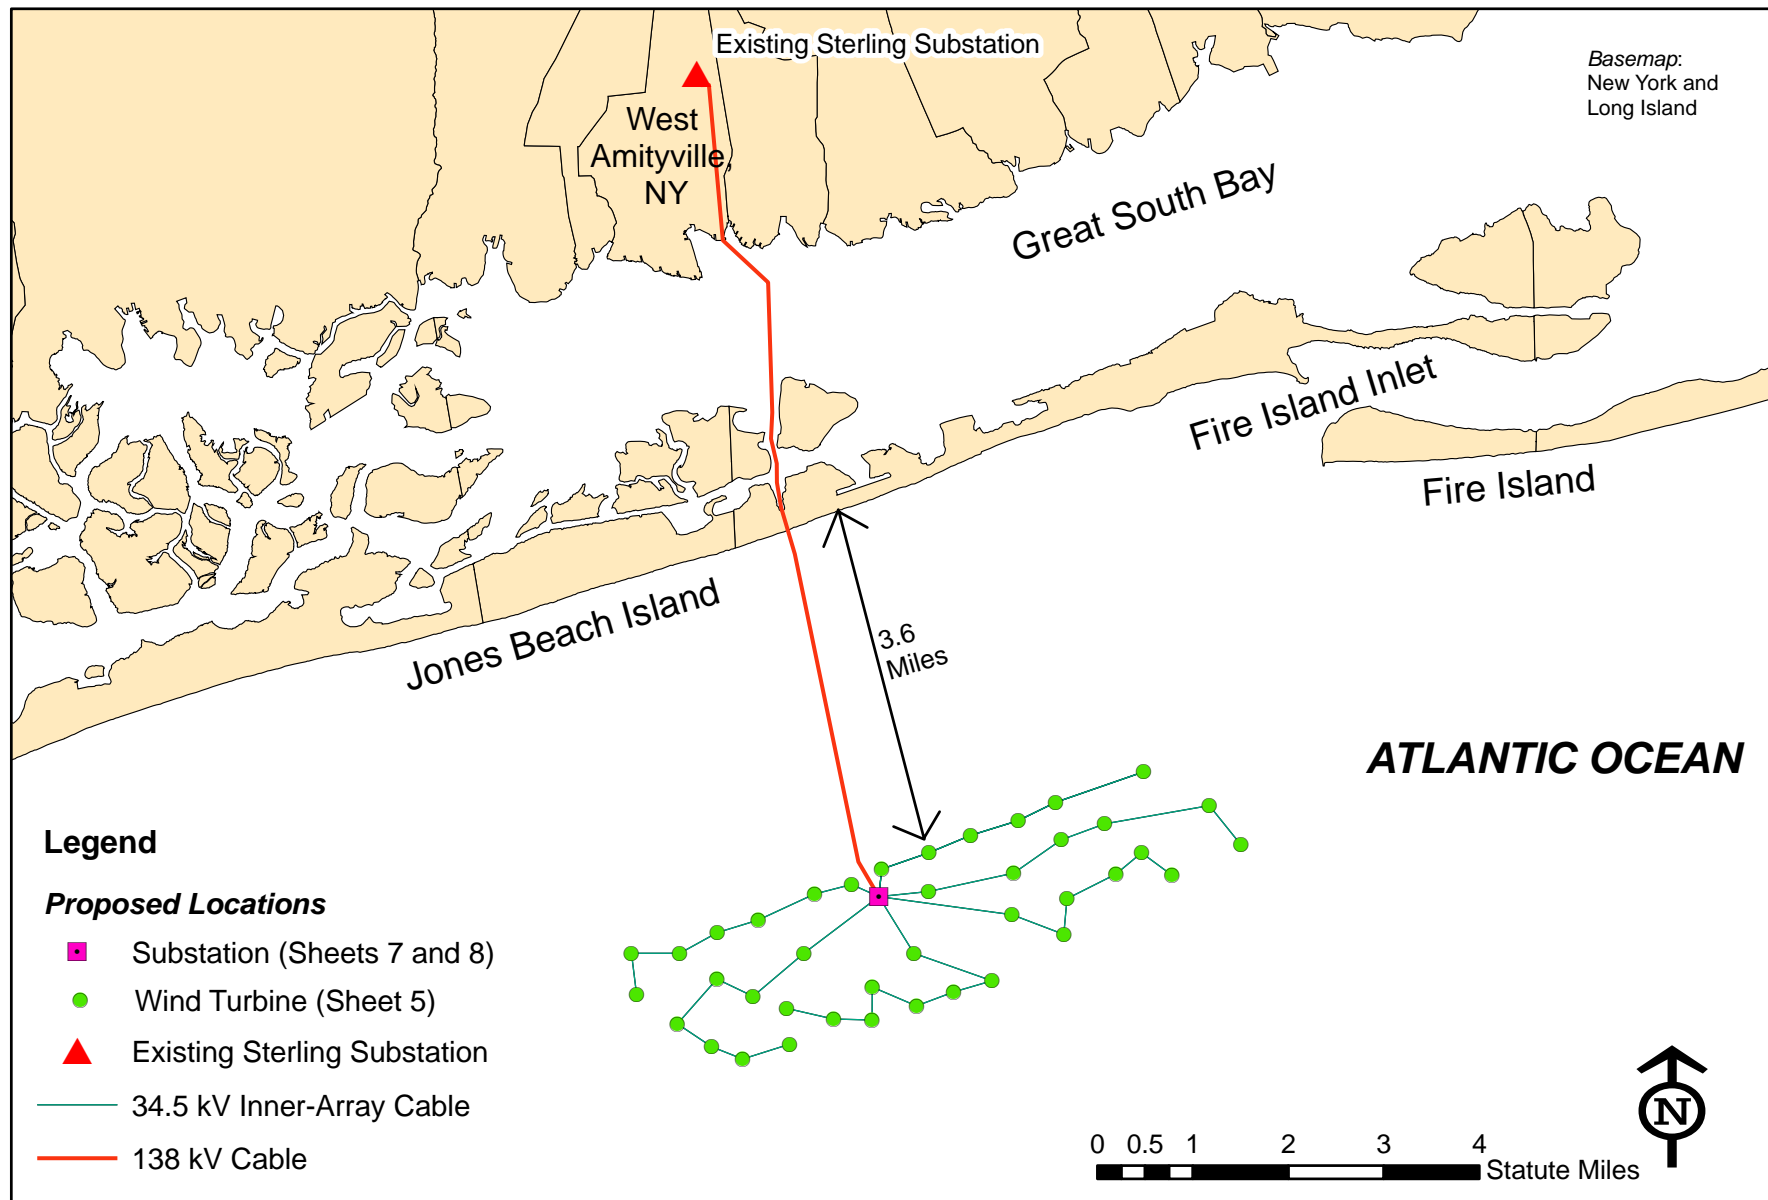 Existing Sterling Substation
Basemap:
New York and
Long Island
West
Amityville,
NY
Great South Bay
Fire Island Inlet
Fire Island
Jones Beach Island
3.6
Miles
ATLANTIC OCEAN
Legend
Proposed Locations
Substation (Sheets 7 and 8)
Wind Turbine (Sheet 5)
Existing Sterling Substation
34.5 kV Inner-Array Cable
138 kV Cable
N
0 0.5 1 2 3 4
Statute Miles